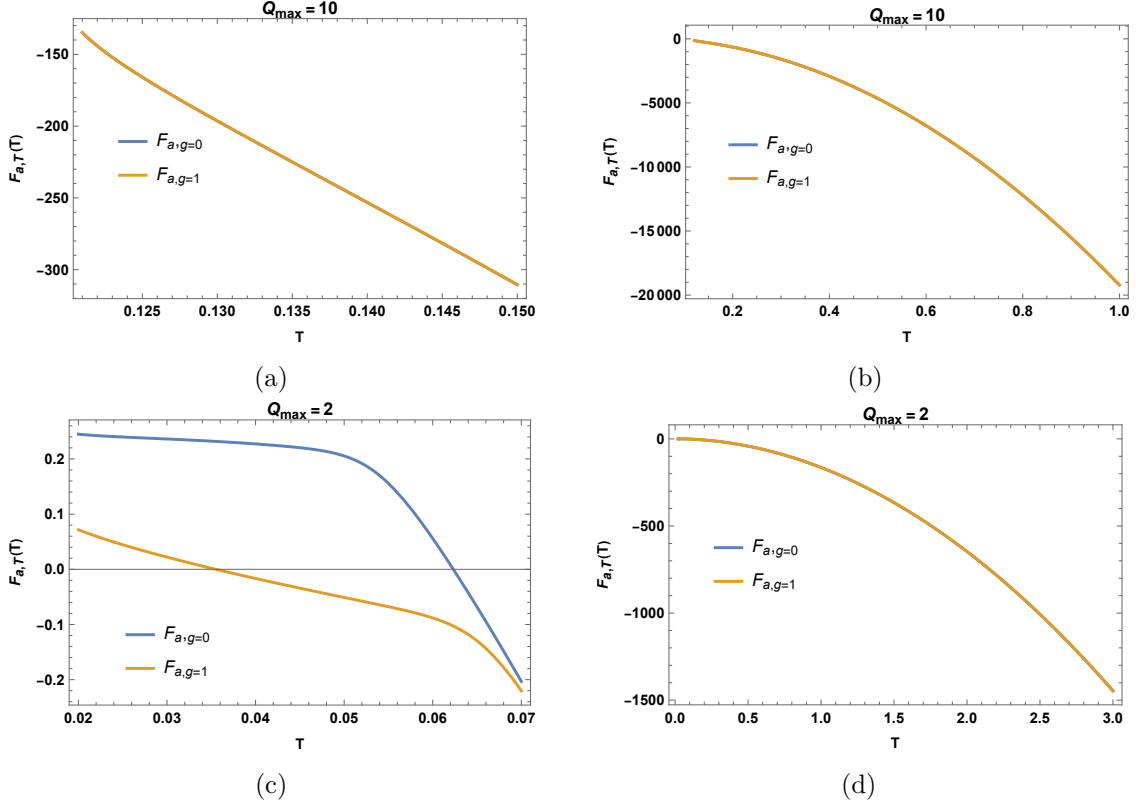 Q_max = 10
F_a,T(T)
-150
-200
-250
-300
F_a,g=0
F_a,g=1
0.125 0.130 0.135 0.140 0.145 0.150
T
(a)
Q_max = 10
F_a,T(T)
0
-5000
-10 000
-15 000
-20 000
F_a,g=0
F_a,g=1
0.2 0.4 0.6 0.8 1.0
T
(b)
Q_max = 2
F_a,T(T)
0.2
0.1
0.0
-0.1
-0.2
F_a,g=0
F_a,g=1
0.02 0.03 0.04 0.05 0.06 0.07
T
(c)
Q_max = 2
F_a,T(T)
0
-500
-1000
-1500
F_a,g=0
F_a,g=1
0.0 0.5 1.0 1.5 2.0 2.5 3.0
T
(d)